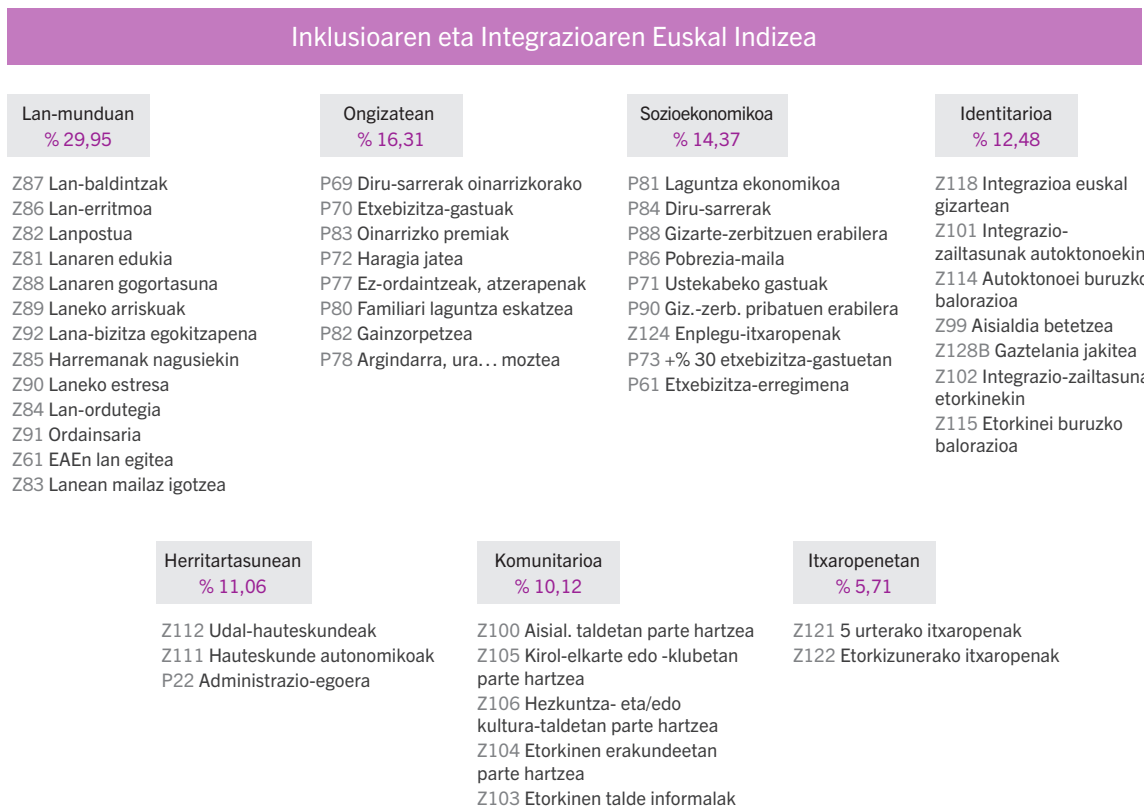 Inklusioaren eta Integrazioaren Euskal Indizea
Lan-munduan
% 29,95
Z87 Lan-baldintzak
Z86 Lan-erritmoa
Z82 Lanpostua
Z81 Lanaren edukia
Z88 Lanaren gogortasuna
Z89 Laneko arriskuak
Z92 Lana-bizitza egokitzapena
Z85 Harremanak nagusiekin
Z90 Laneko estresa
Z84 Lan-ordutegia
Z91 Ordainsaria
Z61 EAEn lan egitea
Z83 Lanean mailaz igotzea
Ongizatean
% 16,31
P69 Diru-sarrerak oinarrizkorako
P70 Etxebizitza-gastuak
P83 Oinarrizko premiak
P72 Haragia jatea
P77 Ez-ordaintzeak, atzerapenak
P80 Familiari laguntza eskatzea
P82 Gainzorpetzea
P78 Argindarra, ura… moztea
Sozioekonomikoa
% 14,37
P81 Laguntza ekonomikoa
P84 Diru-sarrerak
P88 Gizarte-zerbitzuen erabilera
P86 Pobrezia-maila
P71 Ustekabeko gastuak
P90 Giz.-zerb. pribatuen erabilera
Z124 Enplegu-itxaropenak
P73 +% 30 etxebizitza-gastuetan
P61 Etxebizitza-erregimena
Identitarioa
% 12,48
Z118 Integrazioa euskal
gizartean
Z101 Integrazio-
zailtasunak autoktonoekin
Z114 Autoktonoei buruzko
balorazioa
Z99 Aisialdia betetzea
Z128B Gaztelania jakitea
Z102 Integrazio-zailtasuna
etorkinekin
Z115 Etorkinei buruzko
balorazioa
Herritartasunean
% 11,06
Z112 Udal-hauteskundeak
Z111 Hauteskunde autonomikoak
P22 Administrazio-egoera
Komunitarioa
% 10,12
Z100 Aisial. taldetan parte hartzea
Z105 Kirol-elkarte edo -klubetan
parte hartzea
Z106 Hezkuntza- eta/edo
kultura-taldetan parte hartzea
Z104 Etorkinen erakundeetan
parte hartzea
Z103 Etorkinen talde informalak
Itxaropenetan
% 5,71
Z121 5 urterako itxaropenak
Z122 Etorkizunerako itxaropenak